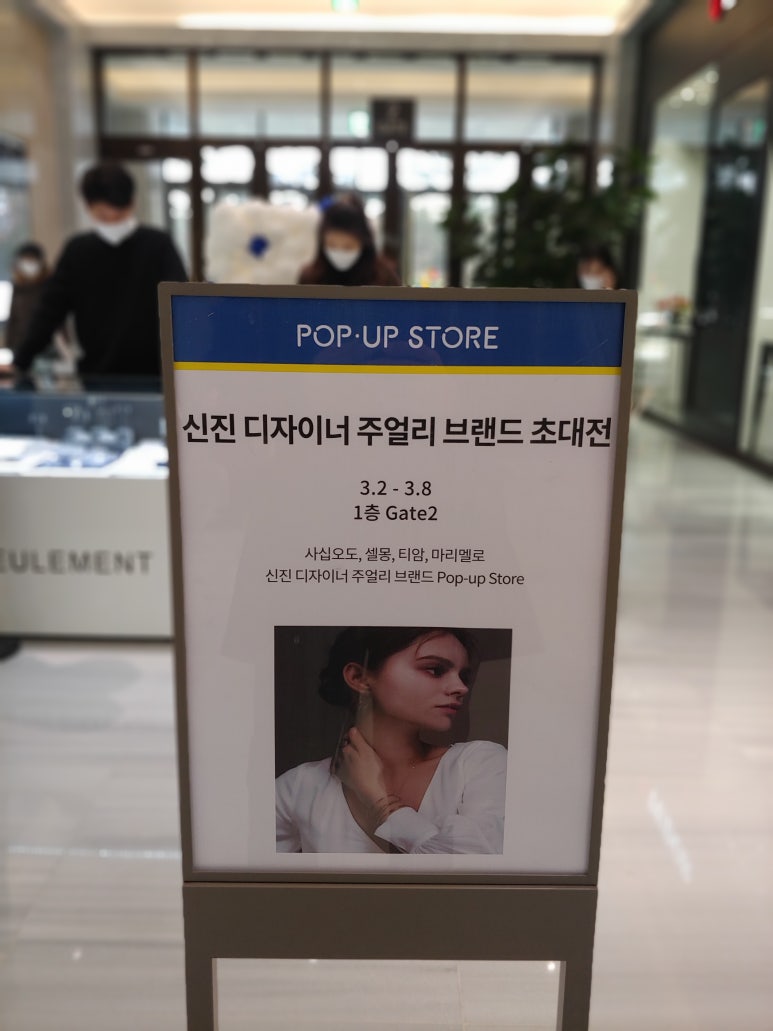 POP·UP STORE
신진 디자이너 주얼리 브랜드 초대전
3.2 - 3.8
1층 Gate2
사십오도, 셀몽, 티암, 마리멜로
신진 디자이너 주얼리 브랜드 Pop-up Store
EULEMENT